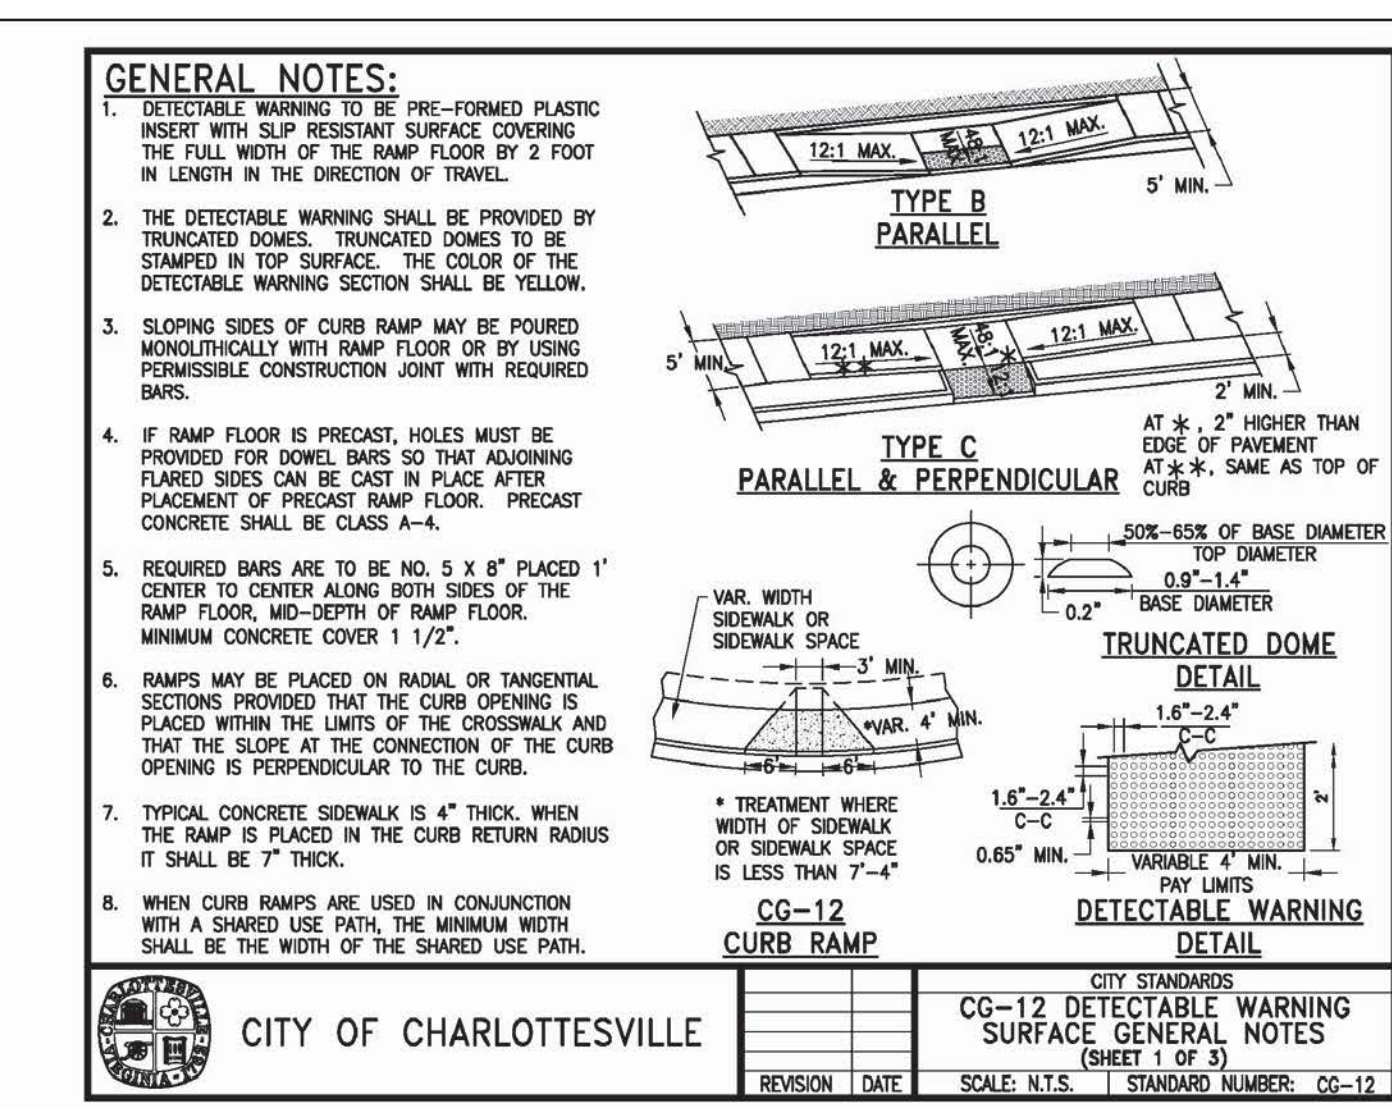 GENERAL NOTES:
1. DETECTABLE WARNING TO BE PRE-FORMED PLASTIC
INSERT WITH SLIP RESISTANT SURFACE COVERING
THE FULL WIDTH OF THE RAMP FLOOR BY 2 FOOT
IN LENGTH IN THE DIRECTION OF TRAVEL.
2. THE DETECTABLE WARNING SHALL BE PROVIDED BY
TRUNCATED DOMES. TRUNCATED DOMES TO BE
STAMPED IN TOP SURFACE. THE COLOR OF THE
DETECTABLE WARNING SECTION SHALL BE YELLOW.
3. SLOPING SIDES OF CURB RAMP MAY BE POURED
MONOLITHICALLY WITH RAMP FLOOR OR BY USING
PERMISSIBLE CONSTRUCTION JOINT WITH REQUIRED
BARS.
4. IF RAMP FLOOR IS PRECAST, HOLES MUST BE
PROVIDED FOR DOWEL BARS SO THAT ADJOINING
FLARED SIDES CAN BE CAST IN PLACE AFTER
PLACEMENT OF PRECAST RAMP FLOOR. PRECAST
CONCRETE SHALL BE CLASS A-4.
5. REQUIRED BARS ARE TO BE NO. 5 X 8" PLACED 1'
CENTER TO CENTER ALONG BOTH SIDES OF THE
RAMP FLOOR, MID-DEPTH OF RAMP FLOOR.
MINIMUM CONCRETE COVER 1 1/2".
6. RAMPS MAY BE PLACED ON RADIAL OR TANGENTIAL
SECTIONS PROVIDED THAT THE CURB OPENING IS
PLACED WITHIN THE LIMITS OF THE CROSSWALK AND
THAT THE SLOPE AT THE CONNECTION OF THE CURB
OPENING IS PERPENDICULAR TO THE CURB.
7. TYPICAL CONCRETE SIDEWALK IS 4" THICK. WHEN
THE RAMP IS PLACED IN THE CURB RETURN RADIUS
IT SHALL BE 7" THICK.
8. WHEN CURB RAMPS ARE USED IN CONJUNCTION
WITH A SHARED USE PATH, THE MINIMUM WIDTH
SHALL BE THE WIDTH OF THE SHARED USE PATH.
12:1 MAX.
48:1
MAX.
12:1 MAX.
5' MIN.
TYPE B
PARALLEL
5' MIN.
12:1 MAX.
**
48:1
MAX.
*
12:1
12:1 MAX.
2' MIN.
TYPE C
PARALLEL & PERPENDICULAR
AT *, 2" HIGHER THAN
EDGE OF PAVEMENT
AT **, SAME AS TOP OF
CURB
50%-65% OF BASE DIAMETER
TOP DIAMETER
0.9"-1.4"
BASE DIAMETER
0.2"
TRUNCATED DOME
DETAIL
VAR. WIDTH
SIDEWALK OR
SIDEWALK SPACE
3' MIN.
*VAR. 4' MIN.
6' 6'
* TREATMENT WHERE
WIDTH OF SIDEWALK
OR SIDEWALK SPACE
IS LESS THAN 7'-4"
CG-12
CURB RAMP
1.6"-2.4"
C-C
1.6"-2.4"
C-C
0.65" MIN.
2'
VARIABLE 4' MIN.
PAY LIMITS
DETECTABLE WARNING
DETAIL
CHARLOTTESVILLE
VIRGINIA-1762
CITY OF CHARLOTTESVILLE
REVISION DATE
CITY STANDARDS
CG-12 DETECTABLE WARNING
SURFACE GENERAL NOTES
(SHEET 1 OF 3)
SCALE: N.T.S. STANDARD NUMBER: CG-12